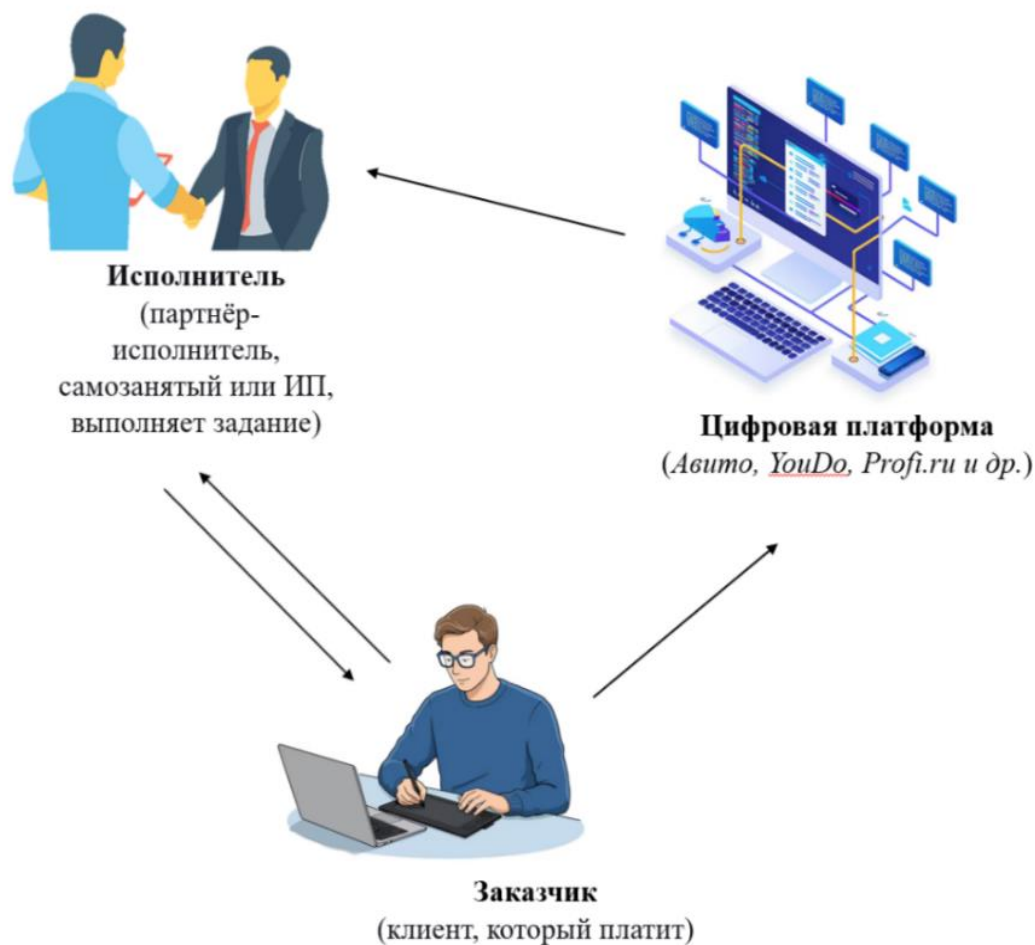 Исполнитель
(партнёр-
исполнитель,
самозанятый или ИП,
выполняет задание)
Цифровая платформа
(Авито, YouDo, Profi.ru и др.)
Заказчик
(клиент, который платит)